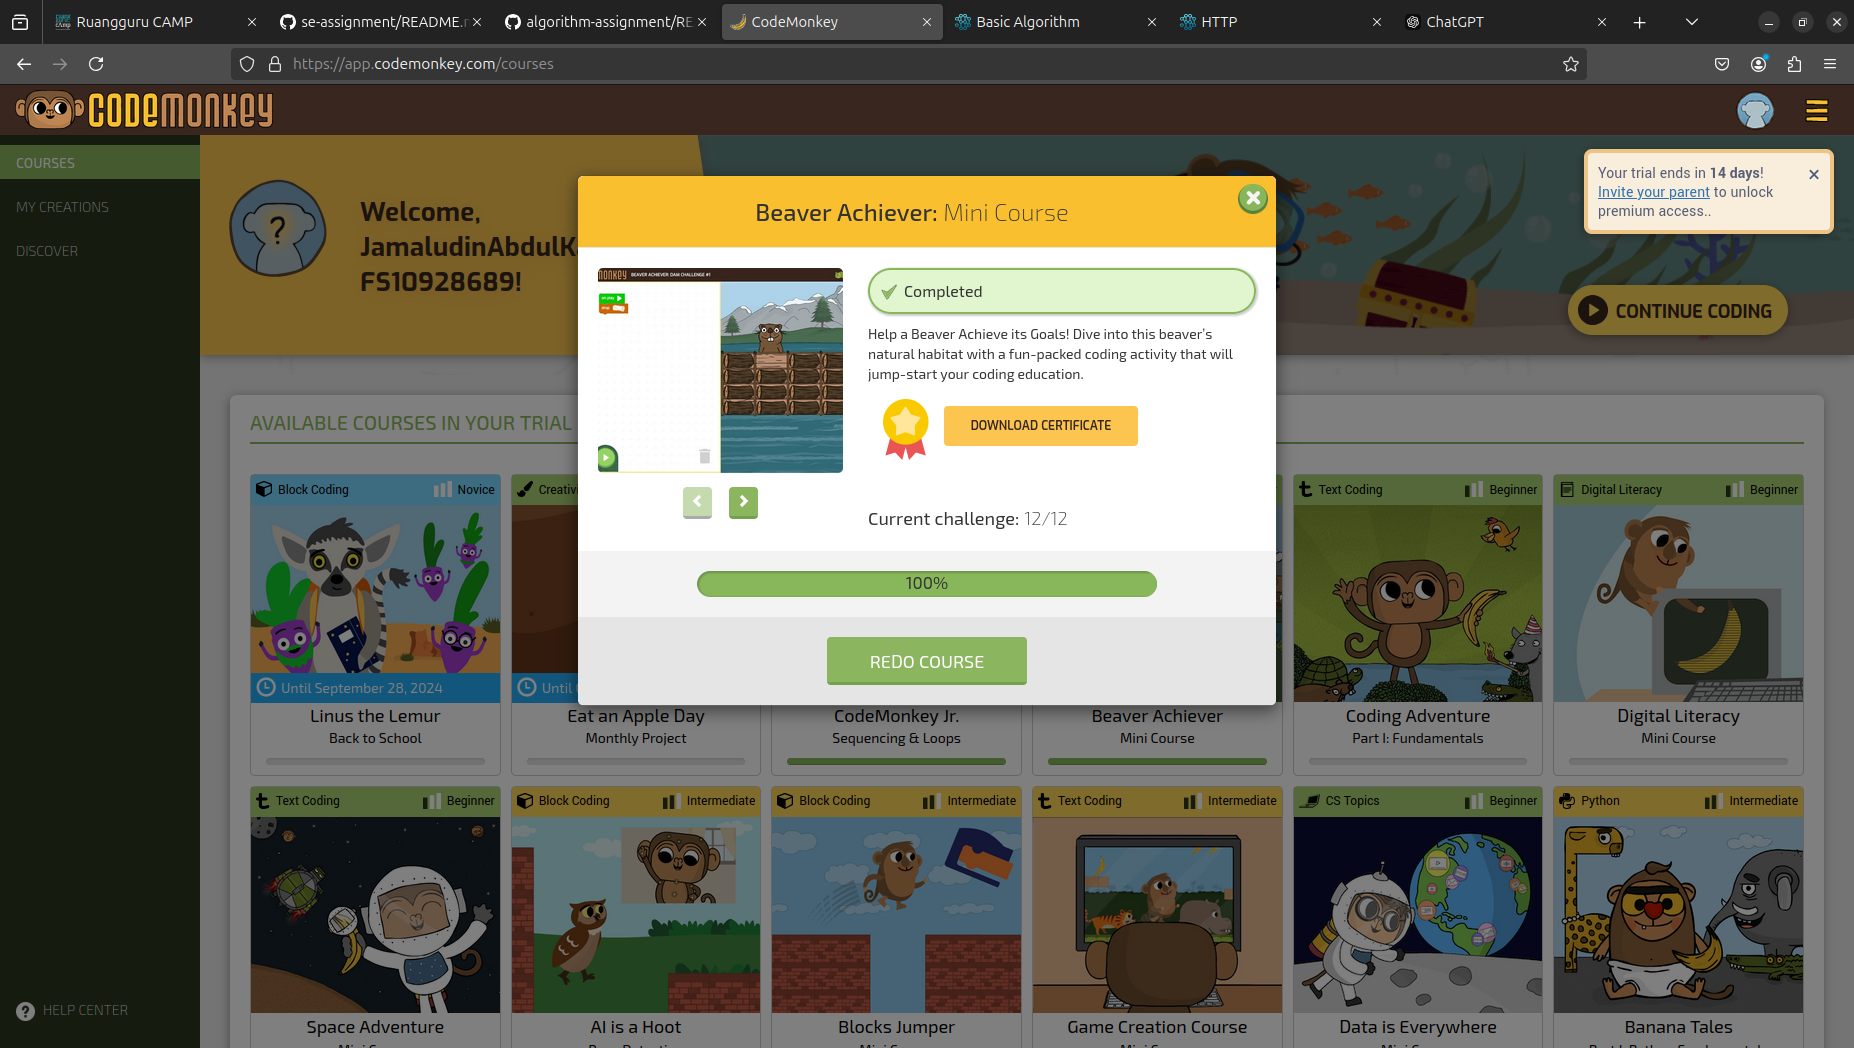 Ruangguru CAMP
se-assignment/README.r
algorithm-assignment/RE
CodeMonkey
Basic Algorithm
HTTP
ChatGPT
https://app.codemonkey.com/courses
CODEMONKEY
COURSES
MY CREATIONS
DISCOVER
HELP CENTER
Welcome,
JamaludinAbdulK
FS10928689!
Your trial ends in 14 days!
Invite your parent to unlock
premium access..
CONTINUE CODING
Beaver Achiever: Mini Course
MONKEY BEAVER ACHIEVER: DAM CHALLENGE #1
Completed
Help a Beaver Achieve its Goals! Dive into this beaver's
natural habitat with a fun-packed coding activity that will
jump-start your coding education.
DOWNLOAD CERTIFICATE
Current challenge: 12/12
100%
REDO COURSE
AVAILABLE COURSES IN YOUR TRIAL
Block Coding Novice
Until September 28, 2024
Linus the Lemur
Back to School
Creativi
Until
Eat an Apple Day
Monthly Project
CodeMonkey Jr.
Sequencing & Loops
Beaver Achiever
Mini Course
Text Coding Beginner
Coding Adventure
Part I: Fundamentals
Digital Literacy Beginner
Digital Literacy
Mini Course
Text Coding Beginner
Space Adventure
Block Coding Intermediate
AI is a Hoot
Block Coding Intermediate
Blocks Jumper
Text Coding Intermediate
Game Creation Course
CS Topics Beginner
Data is Everywhere
Python Intermediate
Banana Tales